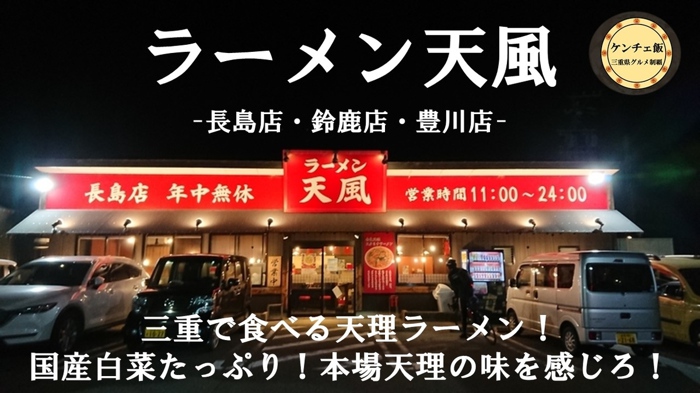 ラーメン天風
ケンチェ飯
三重県グルメ制覇
-長島店・鈴鹿店・豊川店-
ラーメン
天風
長島店 年中無休
営業時間11:00～24:00
営業中
三重で食べる天理ラーメン！
国産白菜たっぷり！本場天理の味を感じろ！